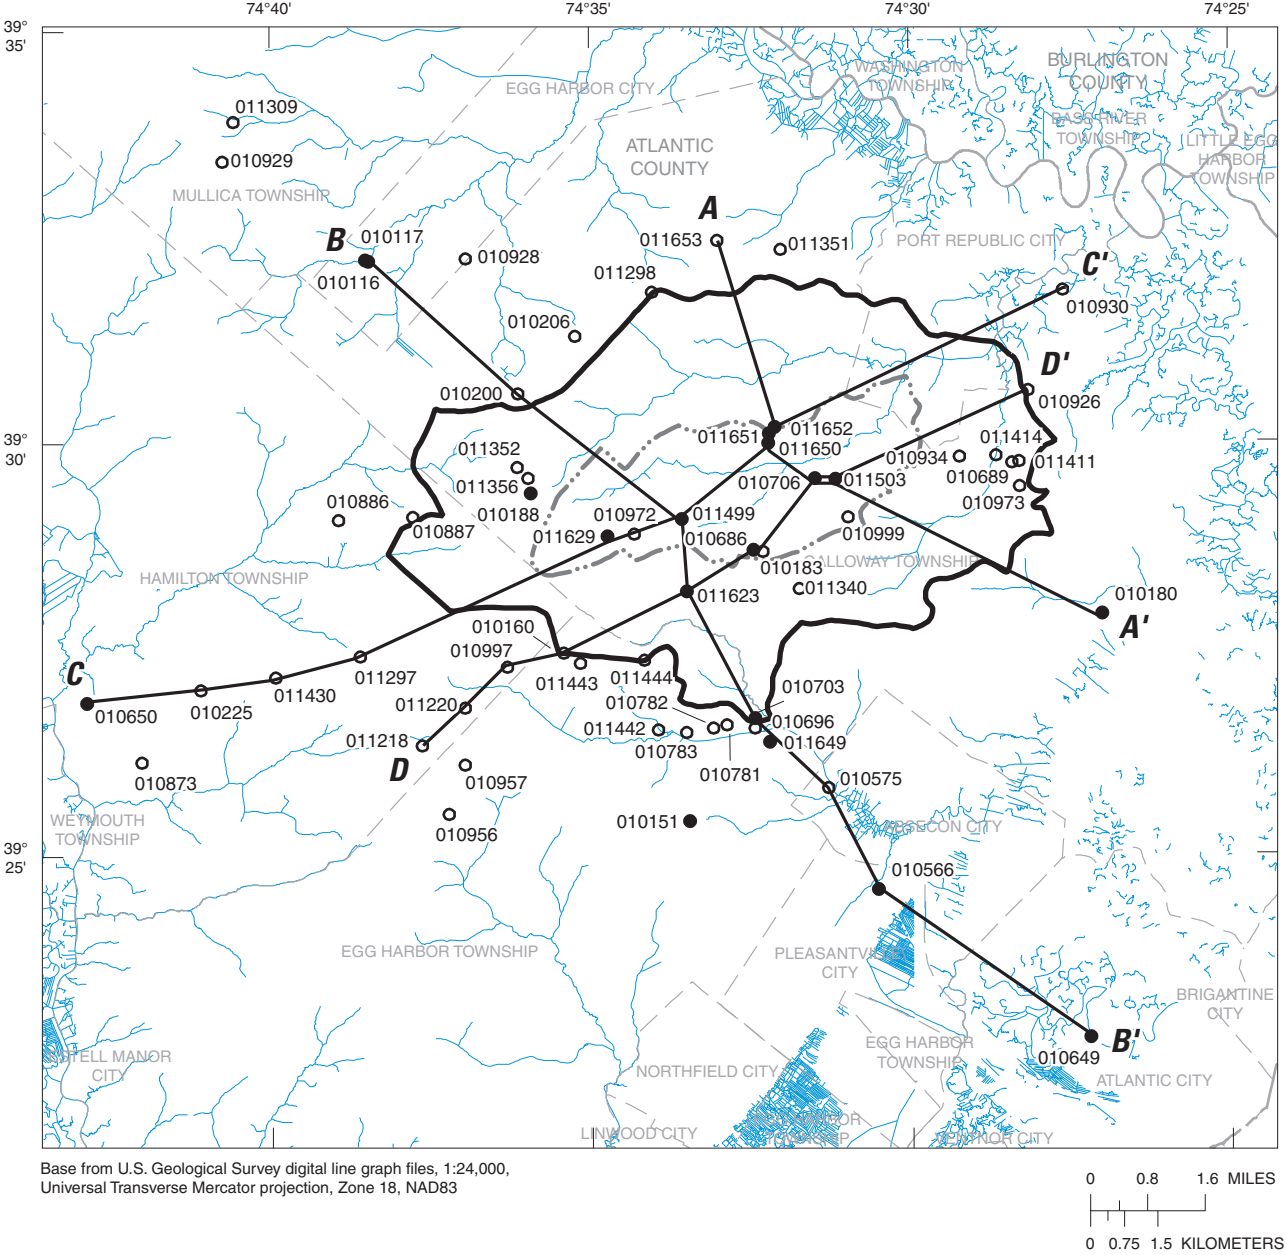 74°40'
74°35'
74°30'
74°25'
39°
35'
BURLINGTON
COUNTY
WASHINGTON
TOWNSHIP
EGG HARBOR CITY
011309
BASS RIVER
TOWNSHIP
ATLANTIC
COUNTY
LITTLE EGG
HARBOR
TOWNSHIP
010929
MULLICA TOWNSHIP
A
B
010117
011653
011351
PORT REPUBLIC CITY
010928
C'
010116
011298
010930
010206
D'
010200
010926
39°
30'
011651
011652
011650
011414
011352
010934
011411
011356
010706
011503
010689
010973
010886
010188
010972
011499
010887
011629
010686
010999
010183
GALLOWAY TOWNSHIP
HAMILTON TOWNSHIP
011623
011340
010180
A'
010160
010997
C
011297
011443
011444
010703
010650
010225
011430
011220
010782
010696
011442
011218
010783
011649
D
010781
010873
010957
010575
WEYMOUTH
TOWNSHIP
010956
010151
ABSECON CITY
39°
25'
010566
EGG HARBOR TOWNSHIP
PLEASANTVILLE
CITY
BRIGANTINE
CITY
EGG HARBOR
TOWNSHIP
B'
010649
ESTELL MANOR
CITY
NORTHFIELD CITY
ATLANTIC CITY
EGG HARBOR
TOWNSHIP
LINWOOD CITY
VENTNOR CITY
Base from U.S. Geological Survey digital line graph files, 1:24,000,
Universal Transverse Mercator projection, Zone 18, NAD83
0 0.8 1.6 MILES
0 0.75 1.5 KILOMETERS